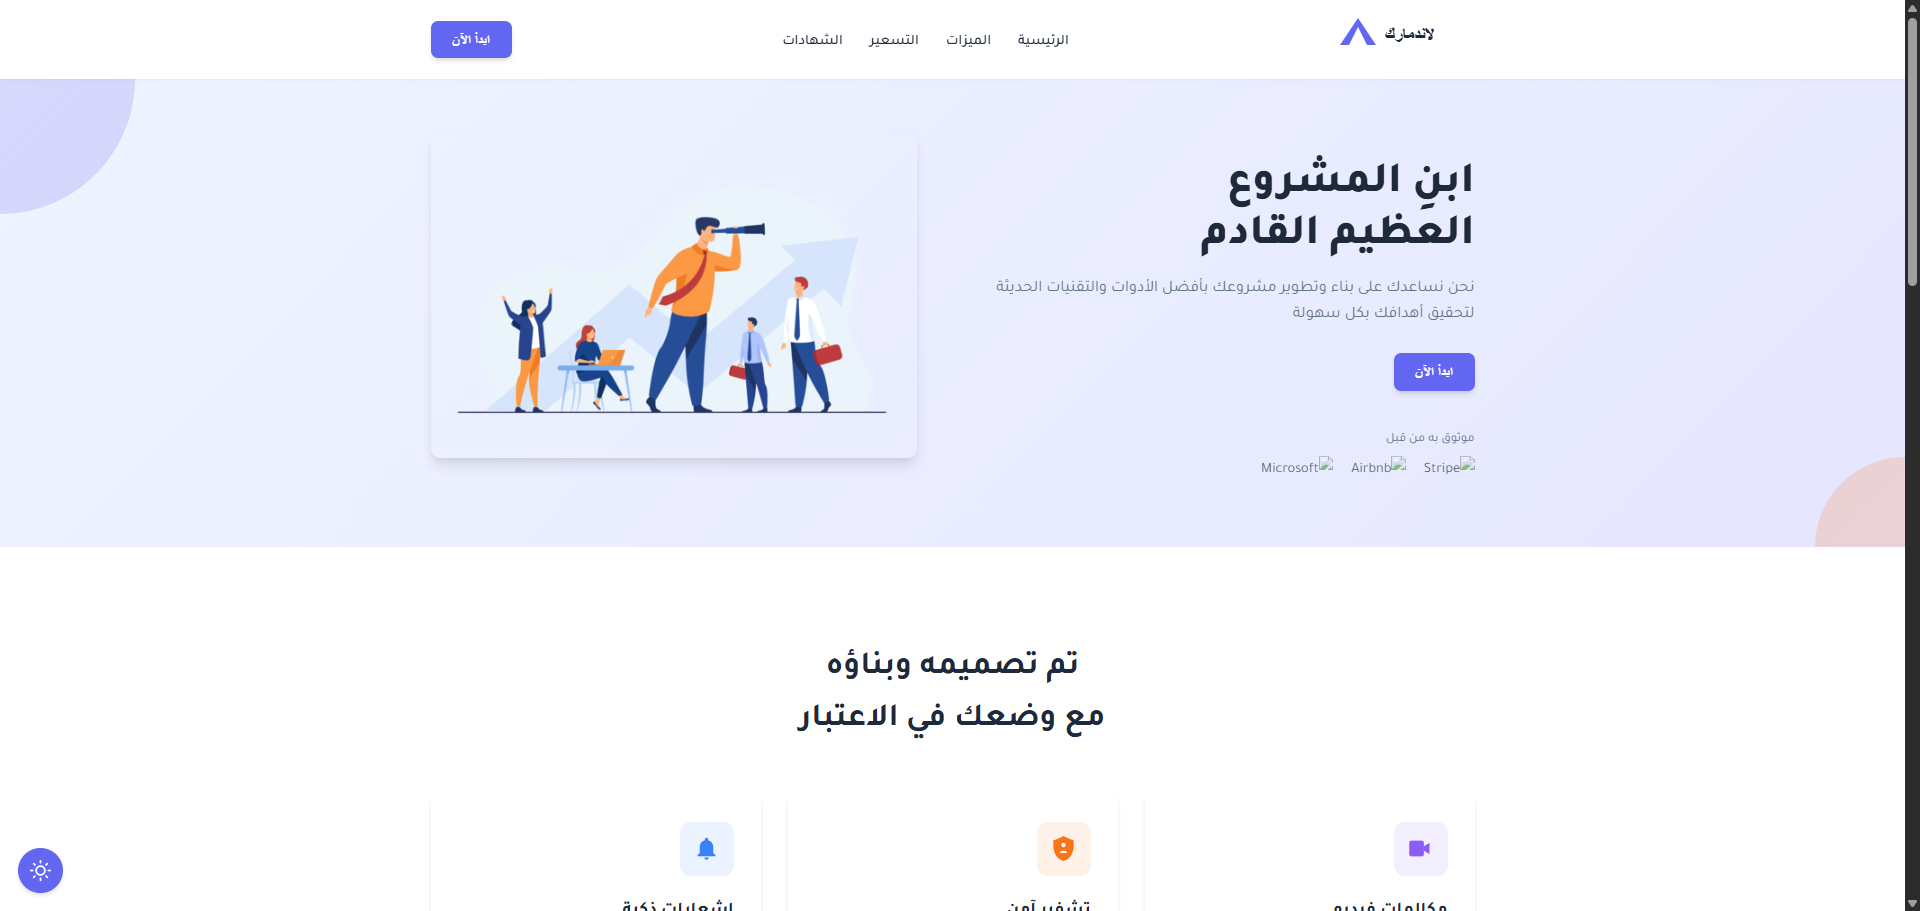 لاندمارك
الرئيسية
الميزات
التسعير
الشهادات
ابدأ الآن
ابنِ المشروع
العظيم القادم
نحن نساعدك على بناء وتطوير مشروعك بأفضل الأدوات والتقنيات الحديثة
لتحقيق أهدافك بكل سهولة
ابدأ الآن
موثوق به من قبل
Stripe
Airbnb
Microsoft
تم تصميمه وبناؤه
مع وضعك في الاعتبار
مكالمات فيديو
تشفير آمن
إشعارات ذكية